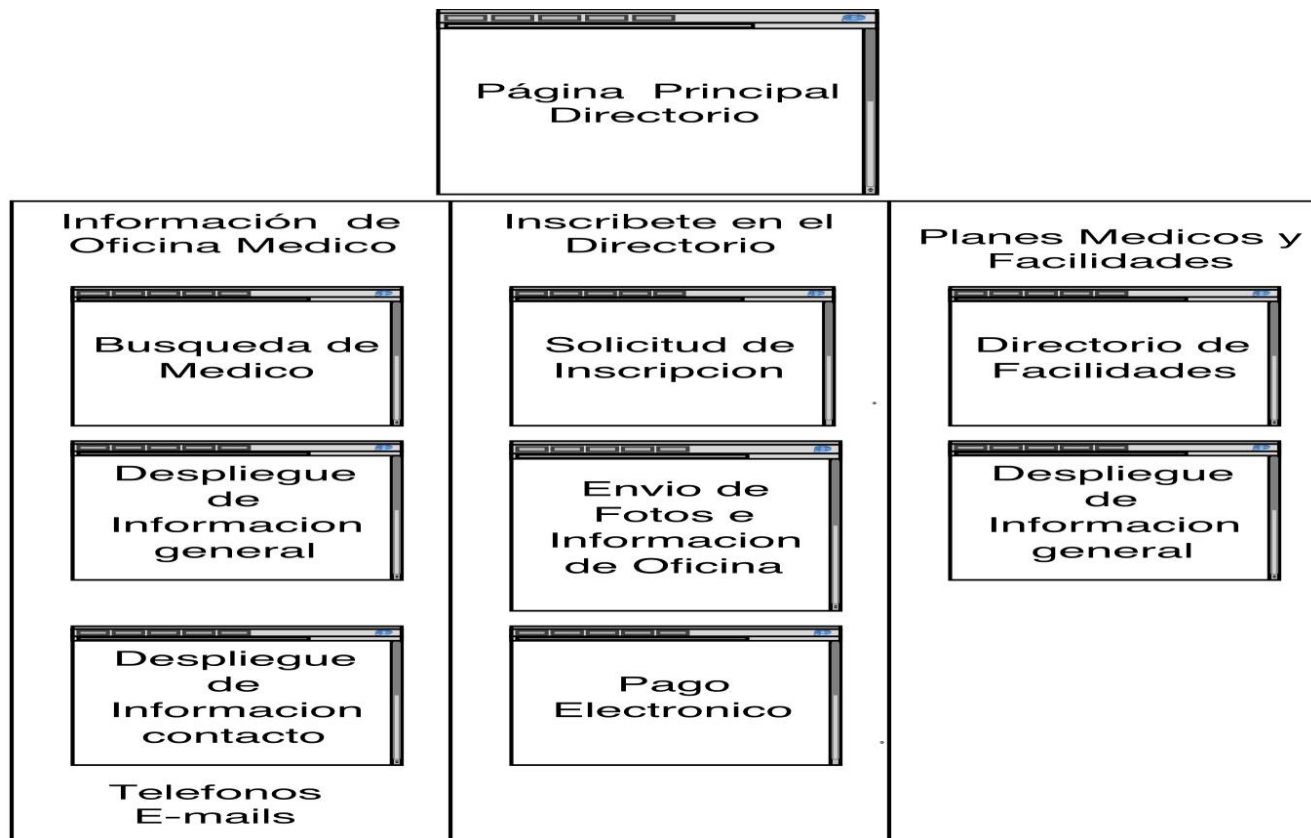 Página Principal
Directorio
Información de
Oficina Medico
Busqueda de
Medico
Despliegue
de
Informacion
general
Despliegue
de
Informacion
contacto
Telefonos
E-mails
Inscribete en el
Directorio
Solicitud de
Inscripcion
Envio de
Fotos e
Informacion
de Oficina
Pago
Electronico
Planes Medicos y
Facilidades
Directorio de
Facilidades
Despliegue
de
Informacion
general